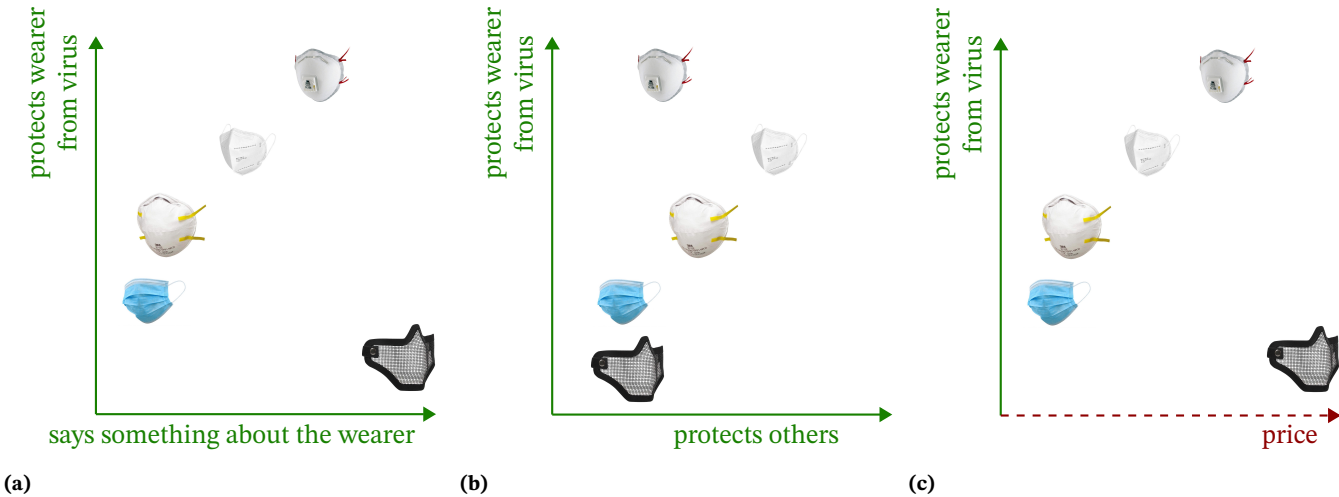 protects wearer
from virus
says something about the wearer
(a)
protects wearer
from virus
protects others
(b)
protects wearer
from virus
price
(c)